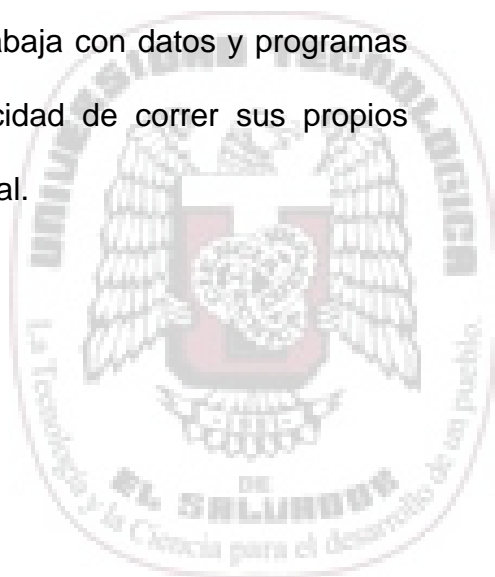 abaja con datos y programas
cidad de correr sus propios
al.
UNIVERSIDAD TECNOLOGICA
La Tecnología y la Ciencia para el desarrollo de un pueblo.
DE
EL SALVADOR